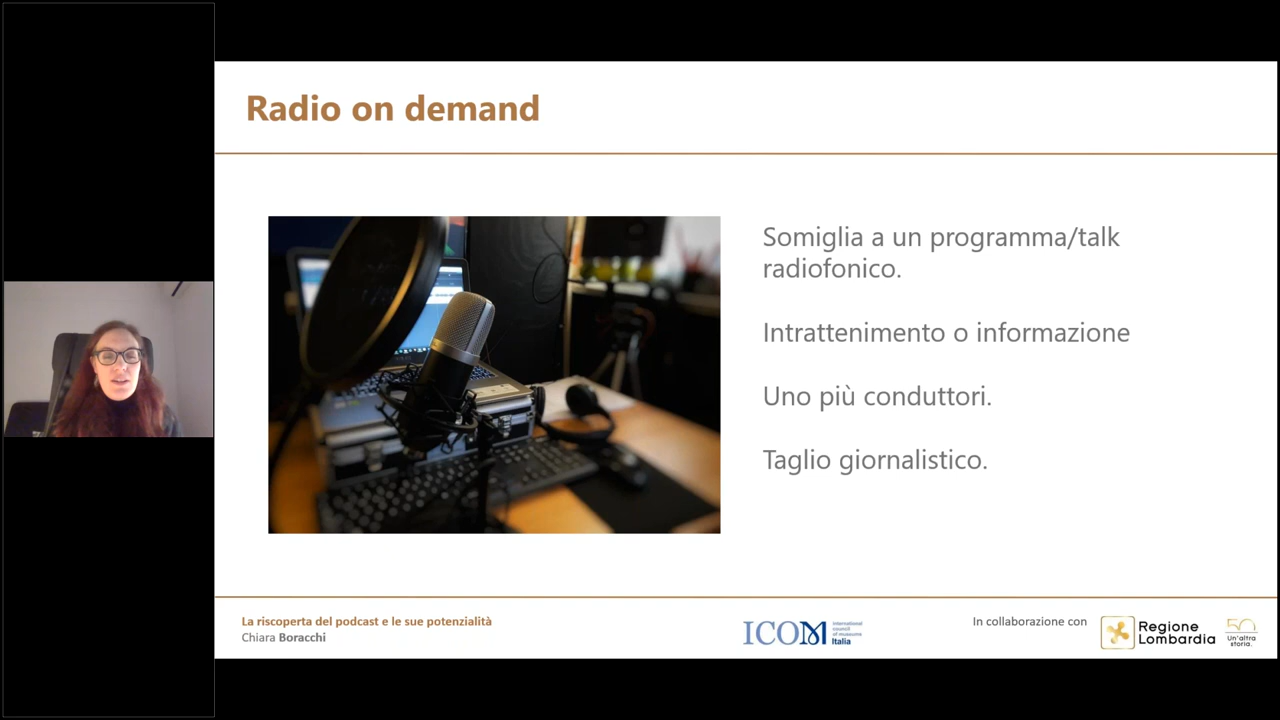 Radio on demand
Somiglia a un programma/talk
radiofonico.
Intrattenimento o informazione
Uno più conduttori.
Taglio giornalistico.
La riscoperta del podcast e le sue potenzialità
Chiara Boracchi
ICOM
international
council
of museums
Italia
In collaborazione con
Regione
Lombardia
50
Un'altra
storia.